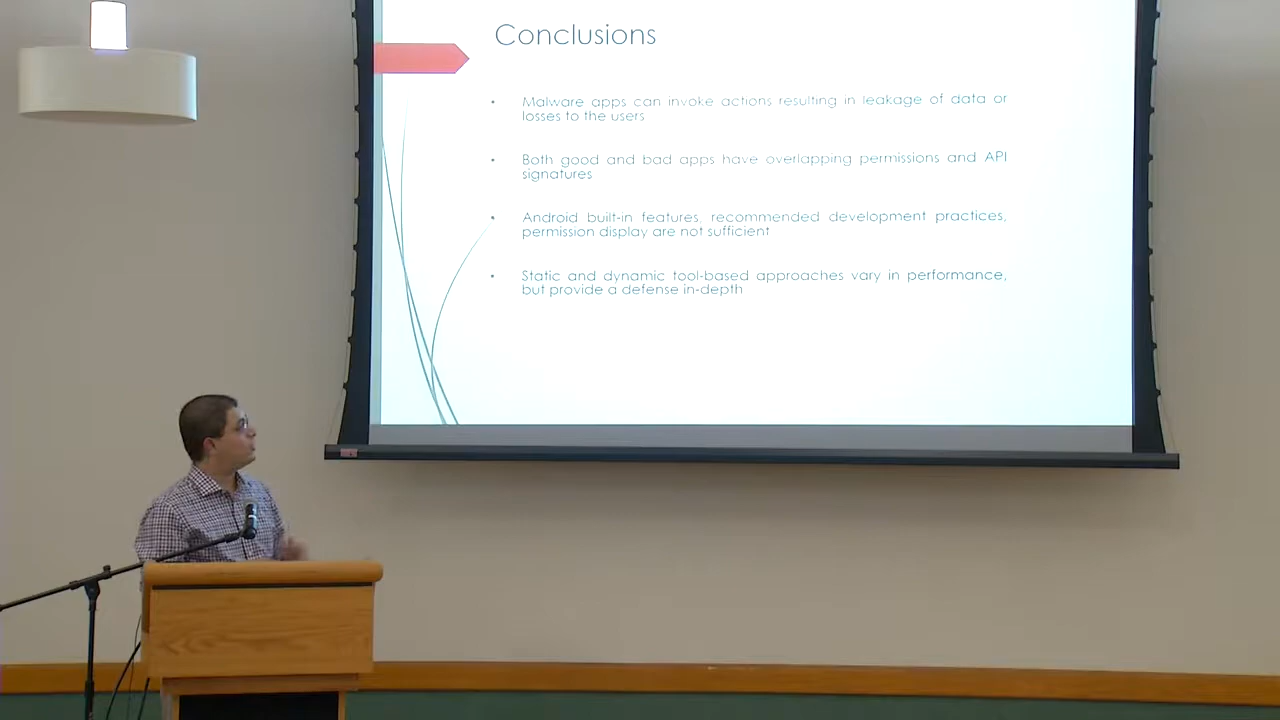 Conclusions
• Malware apps can invoke actions resulting in leakage of data or
losses to the users
• Both good and bad apps have overlapping permissions and API
signatures
• Android built-in features, recommended development practices,
permission display are not sufficient
• Static and dynamic tool-based approaches vary in performance,
but provide a defense in-depth